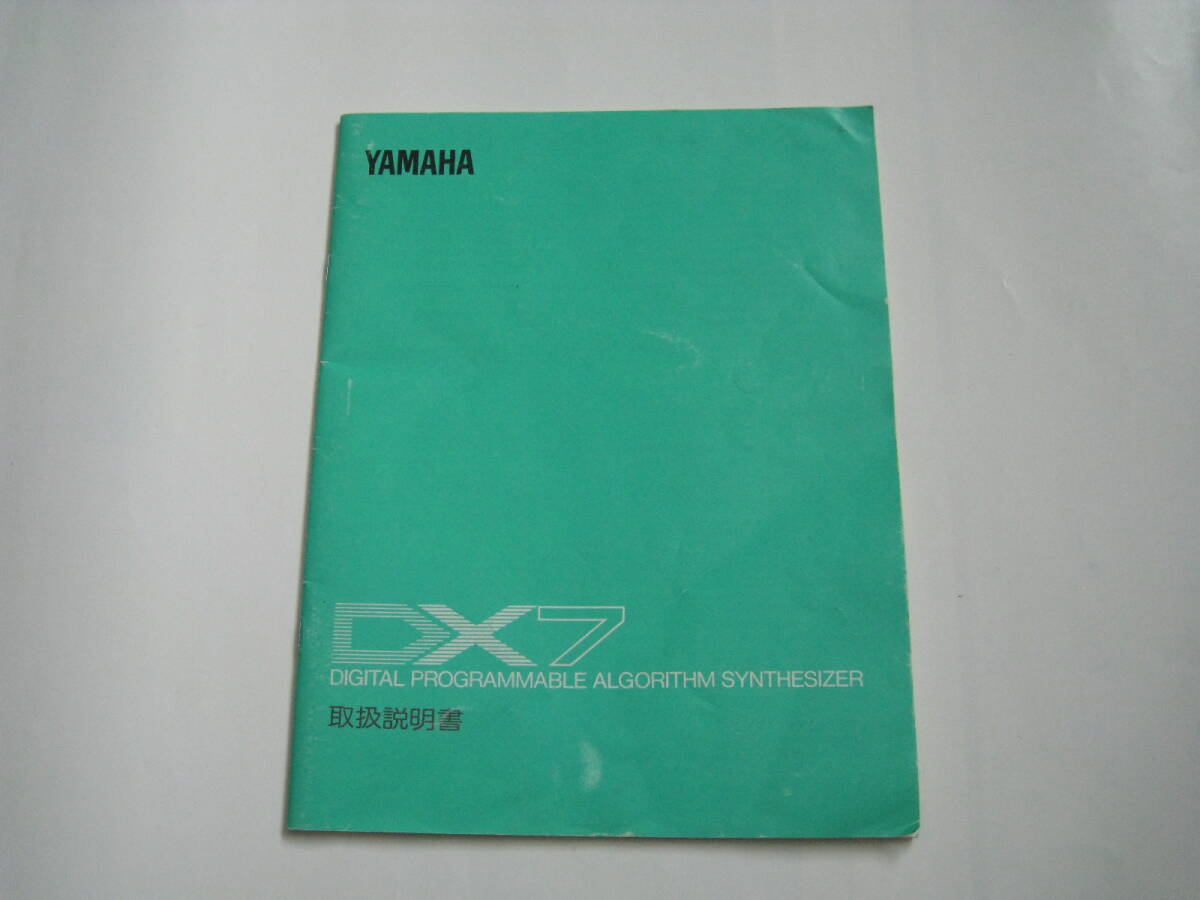 YAMAHA
DX7
DIGITAL PROGRAMMABLE ALGORITHM SYNTHESIZER
取扱説明書